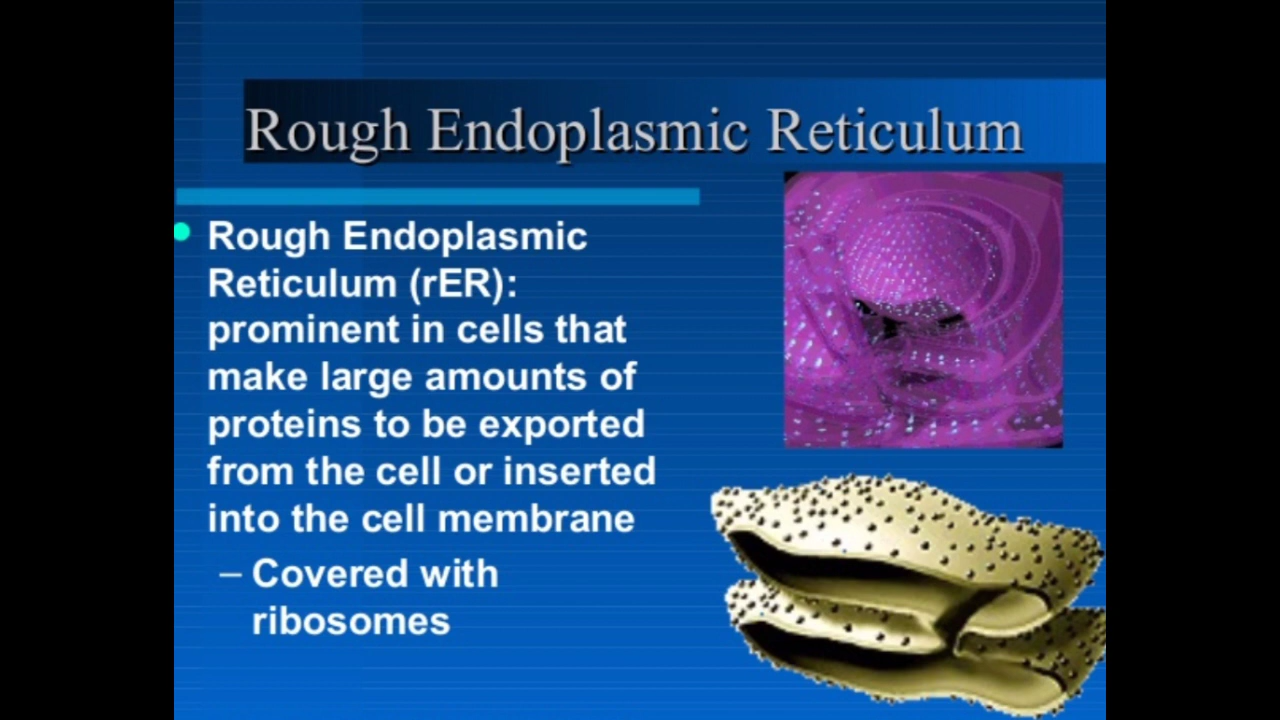 Rough Endoplasmic Reticulum
Rough Endoplasmic
Reticulum (rER):
prominent in cells that
make large amounts of
proteins to be exported
from the cell or inserted
into the cell membrane
– Covered with
ribosomes